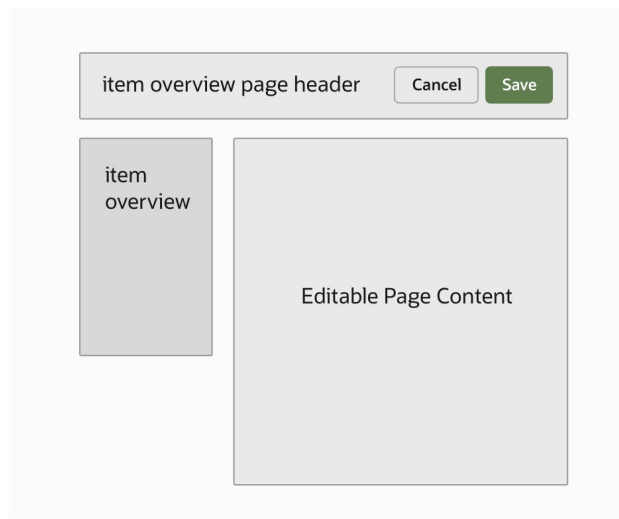 item overview page header
Cancel
Save
item
overview
Editable Page Content